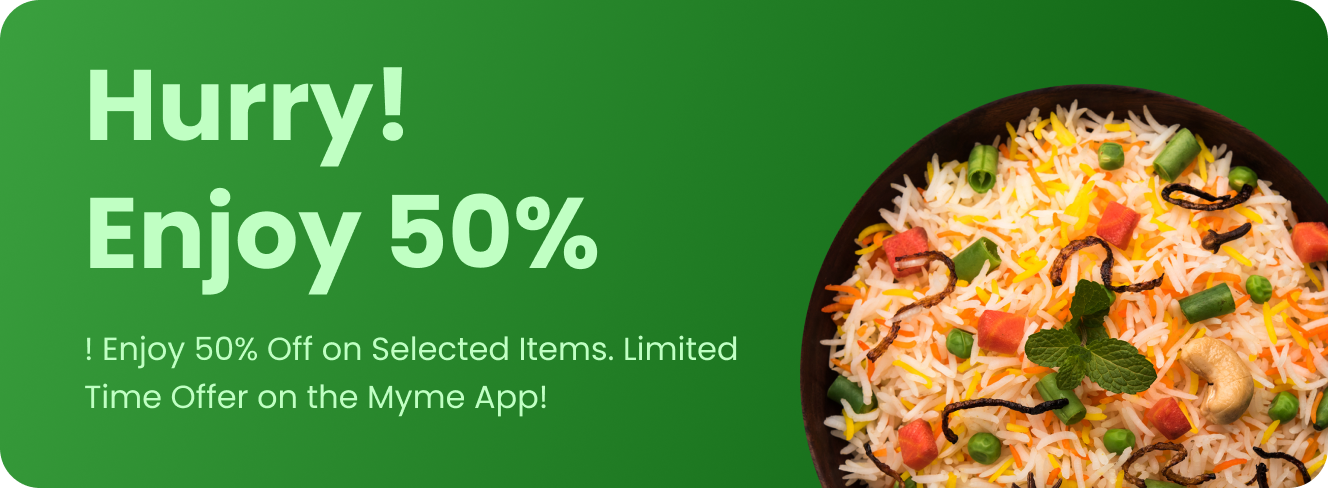 Hurry!
Enjoy 50%
! Enjoy 50% Off on Selected Items. Limited
Time Offer on the Myme App!